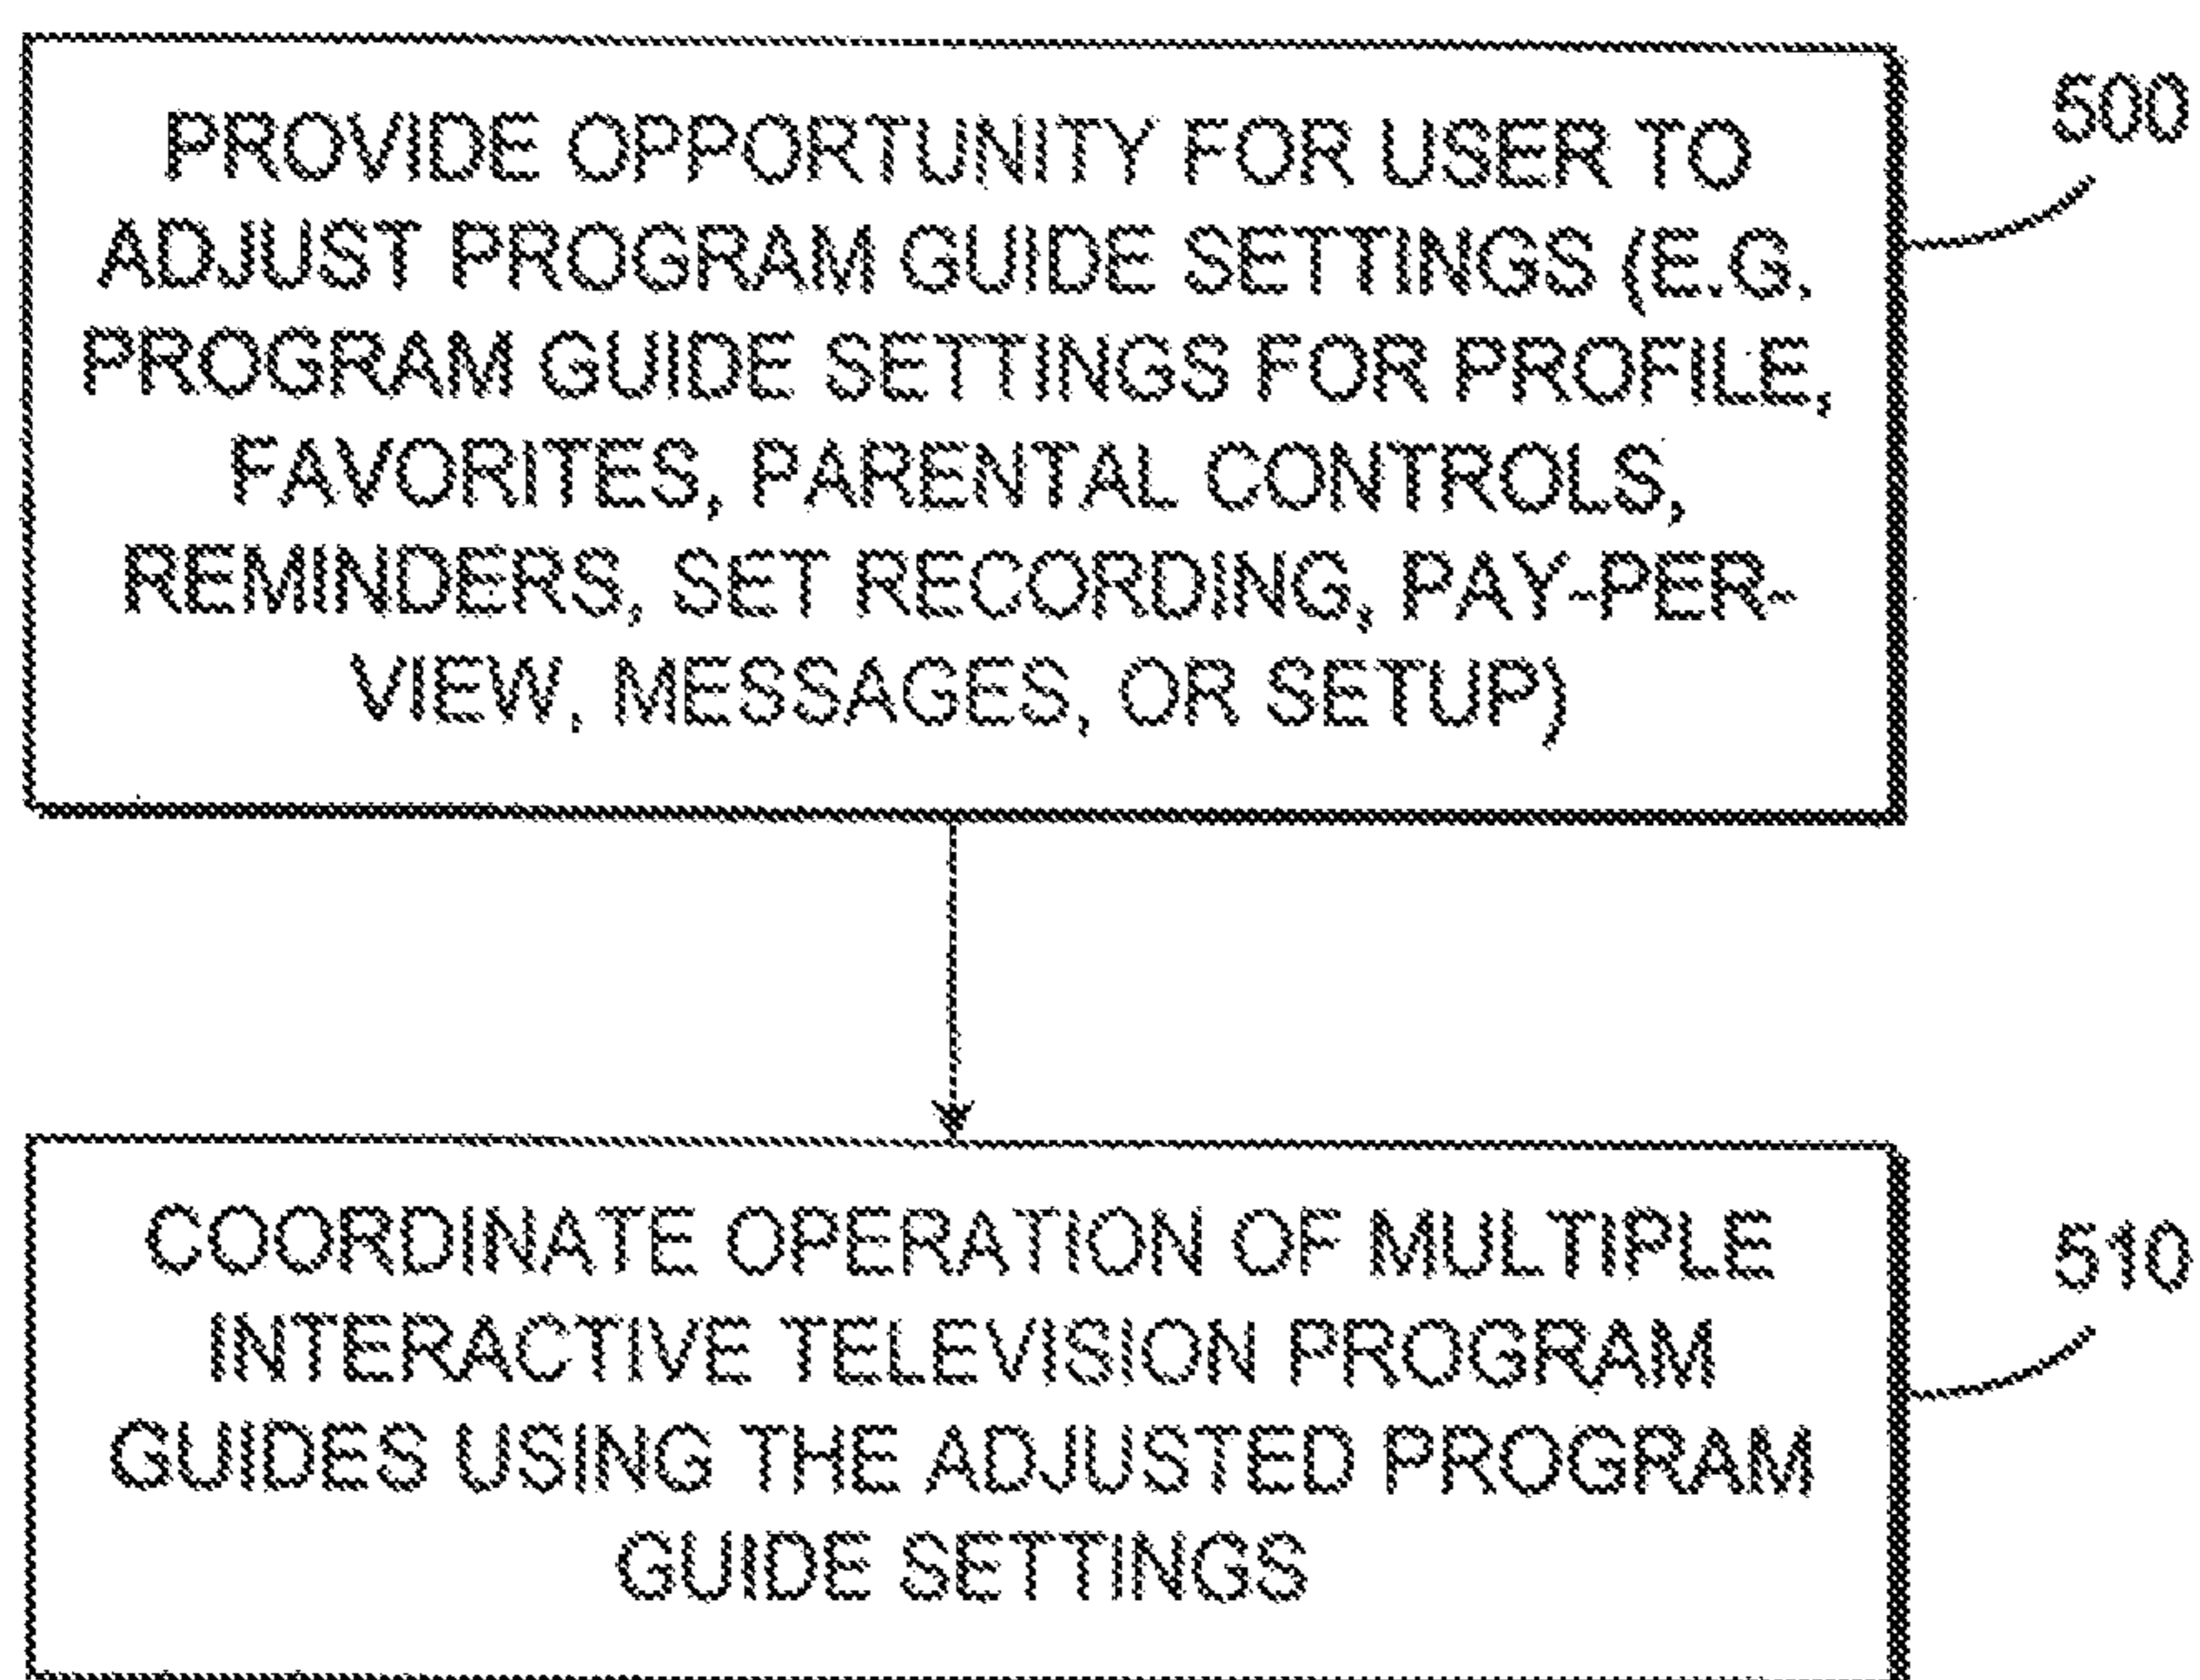 PROVIDE OPPORTUNITY FOR USER TO
ADJUST PROGRAM GUIDE SETTINGS (E.G.
PROGRAM GUIDE SETTINGS FOR PROFILE,
FAVORITES, PARENTAL CONTROLS,
REMINDERS, SET RECORDING, PAY-PER-
VIEW, MESSAGES, OR SETUP)
500
COORDINATE OPERATION OF MULTIPLE
INTERACTIVE TELEVISION PROGRAM
GUIDES USING THE ADJUSTED PROGRAM
GUIDE SETTINGS
510